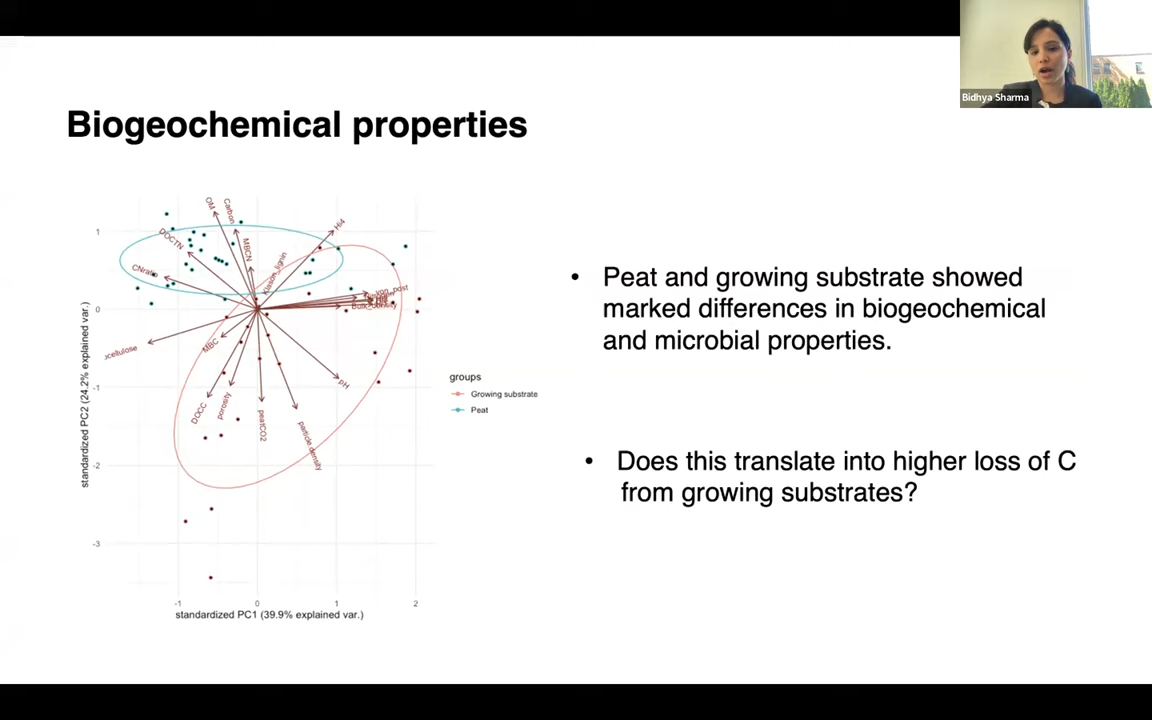 Bidhya Sharma
Biogeochemical properties
OM
Carbon
Hi4
DOCTN
MBCN
Klason_lignin
CNratio
Bulk_density
MBC
pH
DOCC
porosity
peatCO2
particle.density
1
0
-1
-2
-3
standardized PC2 (24.2% explained var.)
-1 0 1 2
standardized PC1 (39.9% explained var.)
groups
Growing substrate
Peat
• Peat and growing substrate showed
marked differences in biogeochemical
and microbial properties.
• Does this translate into higher loss of C
from growing substrates?